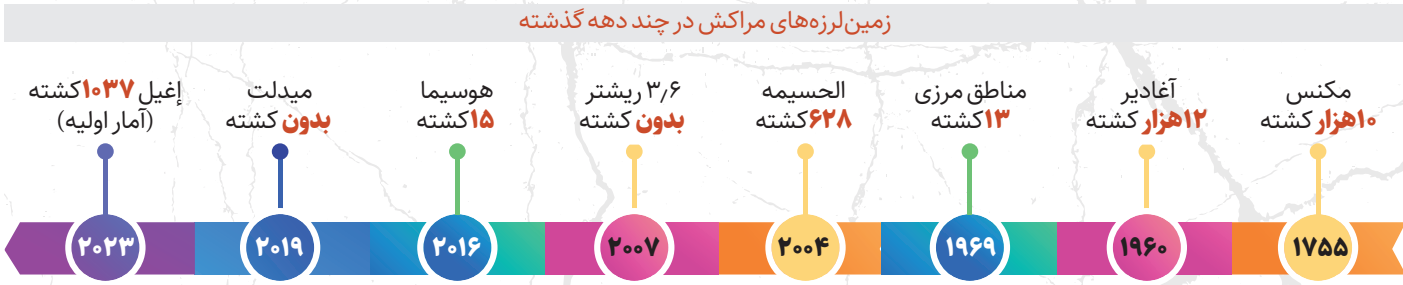 زمین‌لرزه‌های مراکش در چند دهه گذشته
مکنس
۱۰هزار کشته
۱۷۵۵
آغادیر
۱۲هزار کشته
۱۹۶۰
مناطق مرزی
۱۳کشته
۱۹۶۹
الحسیمه
۶۲۸کشته
۲۰۰۴
۳٫۶ ریشتر
بدون کشته
۲۰۰۷
هوسیما
۱۵کشته
۲۰۱۶
میدلت
بدون کشته
۲۰۱۹
إغیل ۱۰۳۷کشته
(آمار اولیه)
۲۰۲۳